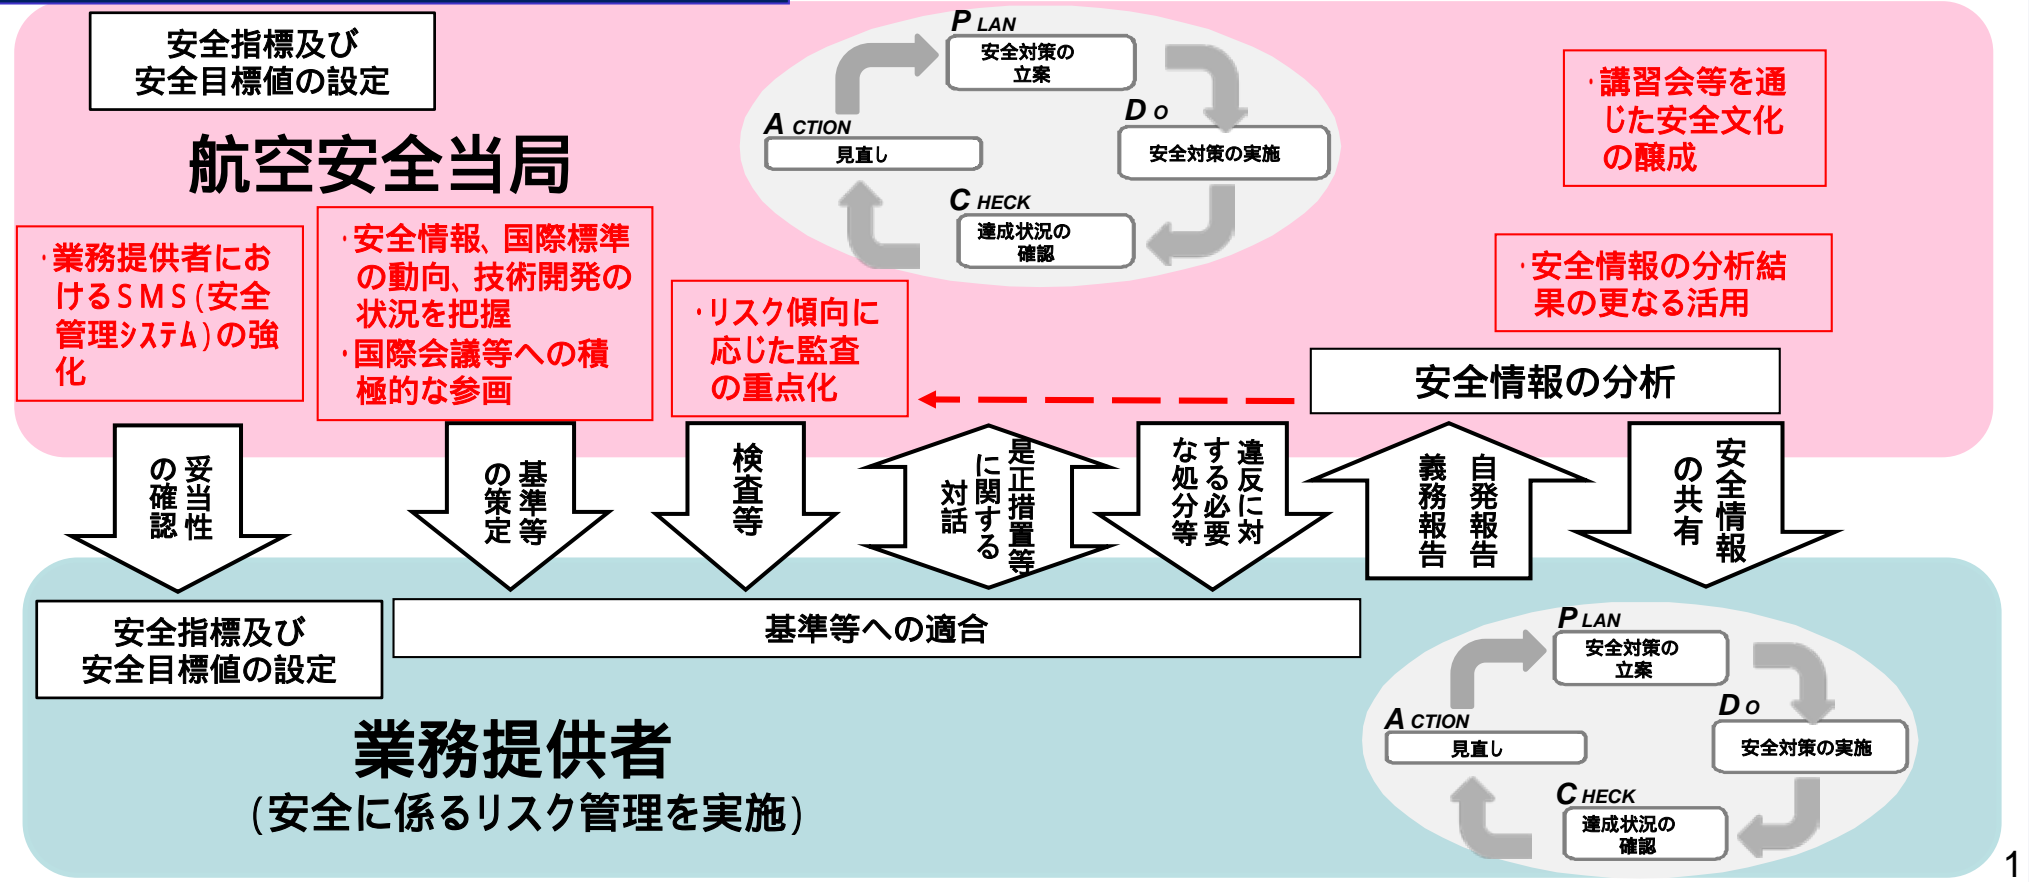 安全指標及び
安全目標値の設定
航空安全当局
P LAN
安全対策の
立案
D O
安全対策の実施
C HECK
達成状況の
確認
A CTION
見直し
・講習会等を通
じた安全文化
の醸成
・業務提供者にお
けるSMS(安全
管理ｼｽﾃﾑ)の強
化
・安全情報、国際標準
の動向、技術開発の
状況を把握
・国際会議等への積
極的な参画
・リスク傾向に
応じた監査
の重点化
・安全情報の分析結
果の更なる活用
安全情報の分析
妥当性
の確認
基準等
の策定
検査等
是正措置等
に関する
対話
違反に対
する必要
な処分等
自発報告
義務報告
安全情報
の共有
安全指標及び
安全目標値の設定
基準等への適合
業務提供者
(安全に係るリスク管理を実施)
P LAN
安全対策の
立案
D O
安全対策の実施
C HECK
達成状況の
確認
A CTION
見直し
1